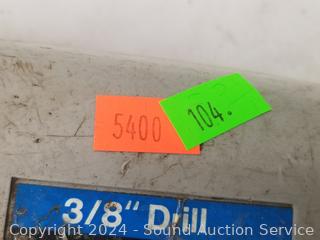 5400
104.
3/8" Drill
Copyright 2024 - Sound Auction Service